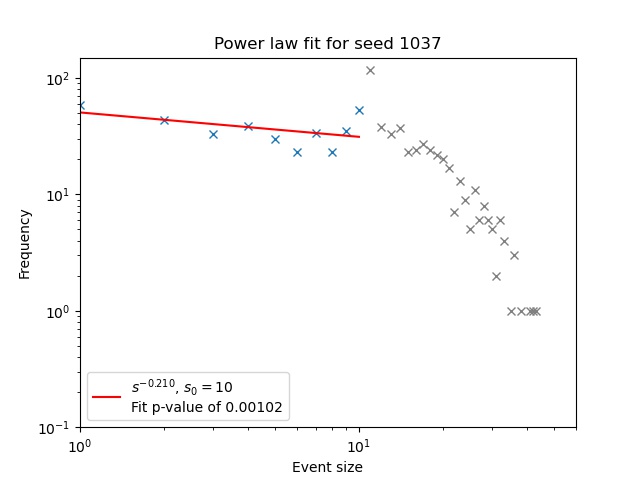 Power law fit for seed 1037
Frequency
10²
10¹
10⁰
10⁻¹
s⁻⁰·²¹⁰, s₀ = 10
Fit p-value of 0.00102
10⁰
10¹
Event size